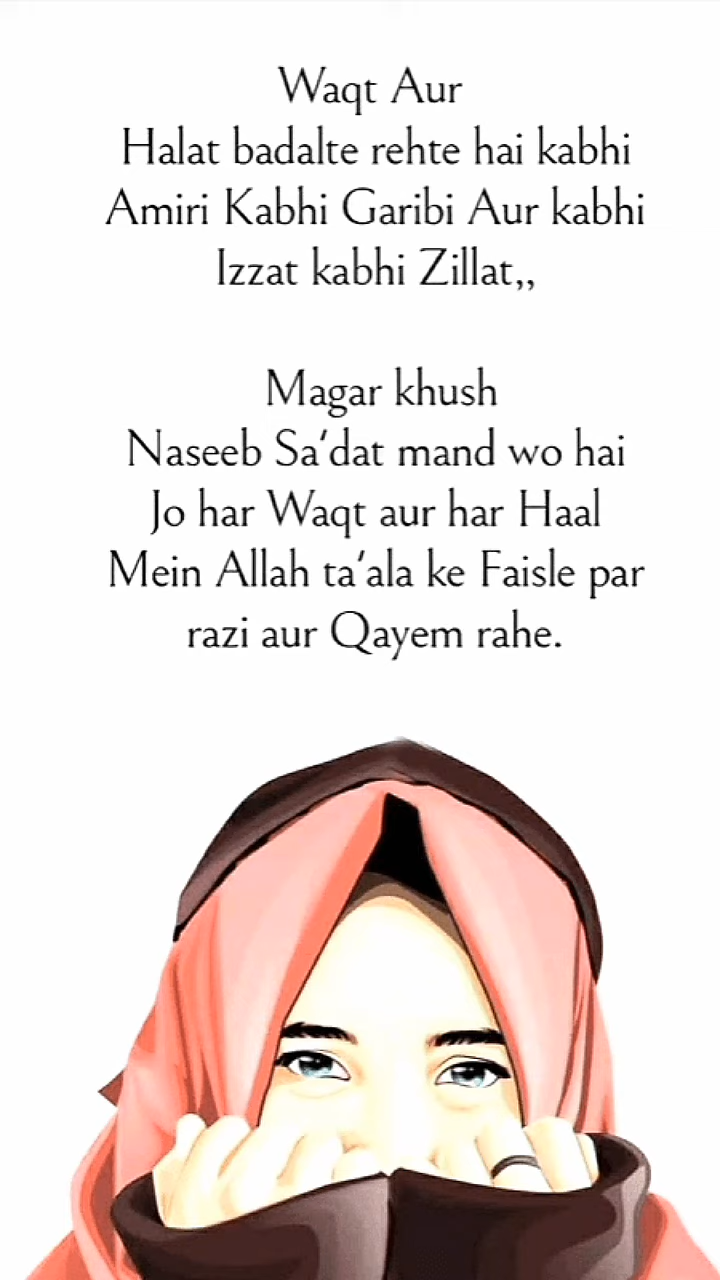 Waqt Aur
Halat badalte rehte hai kabhi
Amiri Kabhi Garibi Aur kabhi
Izzat kabhi Zillat,,
Magar khush
Naseeb Sa'dat mand wo hai
Jo har Waqt aur har Haal
Mein Allah ta'ala ke Faisle par
razi aur Qayem rahe.